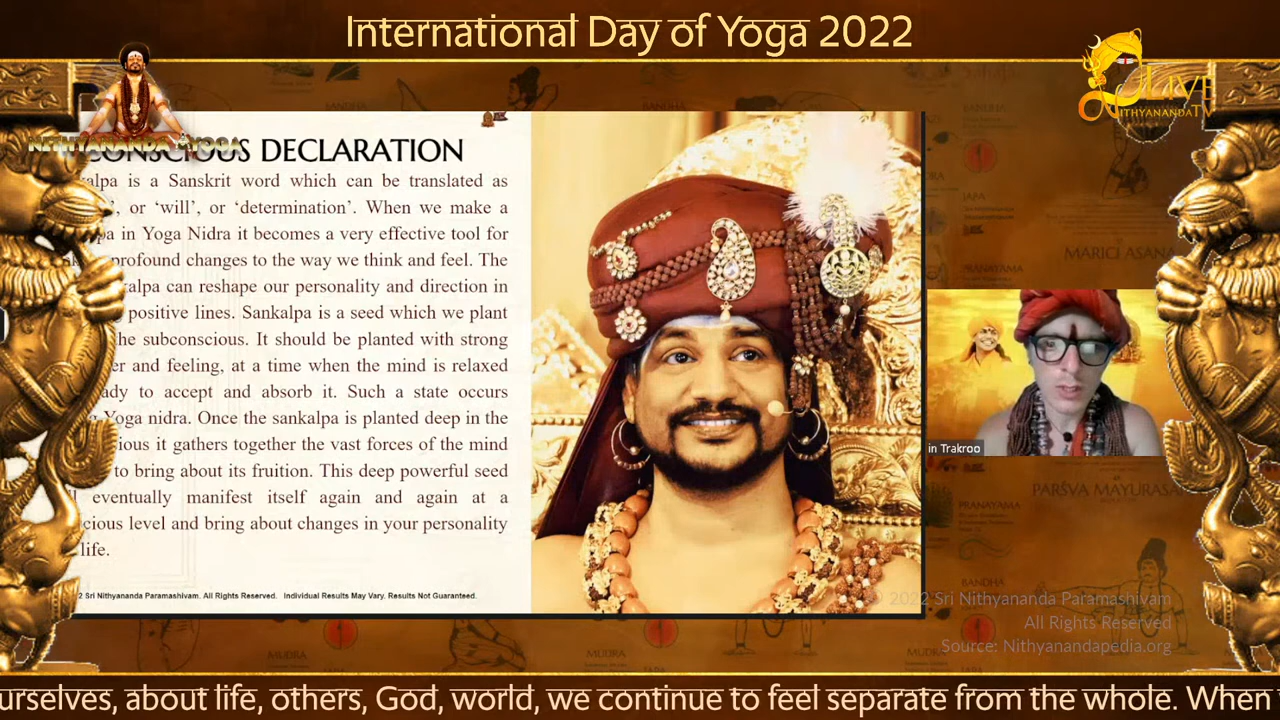 International Day of Yoga 2022
LIVE
NITHYANANDA TV
NITHYANANDA YOGA
CONSCIOUS DECLARATION
is a Sanskrit word which can be translated as
or ‘will’, or ‘determination’. When we make a
in Yoga Nidra it becomes a very effective tool for
profound changes to the way we think and feel. The
can reshape our personality and direction in
positive lines. Sankalpa is a seed which we plant
he subconscious. It should be planted with strong
and feeling, at a time when the mind is relaxed
to accept and absorb it. Such a state occurs
Yoga nidra. Once the sankalpa is planted deep in the
it gathers together the vast forces of the mind
to bring about its fruition. This deep powerful seed
eventually manifest itself again and again at a
level and bring about changes in your personality
life.
2 Sri Nithyananda Paramashivam. All Rights Reserved. Individual Results May Vary. Results Not Guaranteed.
in Trakroo
MARICI ASANA
PRANAYAMA
BANDHA
MUDRA
© 2022 Sri Nithyananda Paramashivam
All Rights Reserved
Source: Nithyanandapedia.org
urselves, about life, others, God, world, we continue to feel separate from the whole. When